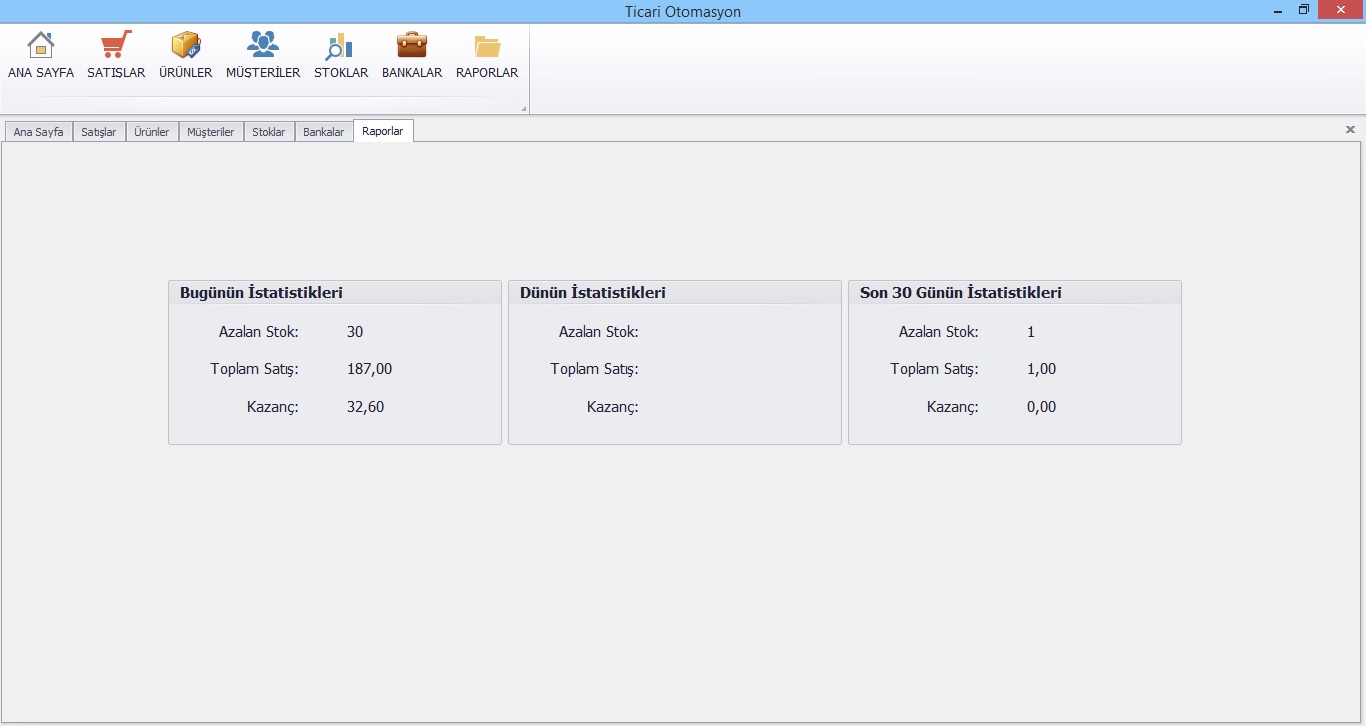 Ticari Otomasyon
ANA SAYFA SATIŞLAR ÜRÜNLER MÜŞTERİLER STOKLAR BANKALAR RAPORLAR
Ana Sayfa Satışlar Ürünler Müşteriler Stoklar Bankalar Raporlar
Bugünün İstatistikleri
Azalan Stok: 30
Toplam Satış: 187,00
Kazanç: 32,60
Dünün İstatistikleri
Azalan Stok:
Toplam Satış:
Kazanç:
Son 30 Günün İstatistikleri
Azalan Stok: 1
Toplam Satış: 1,00
Kazanç: 0,00